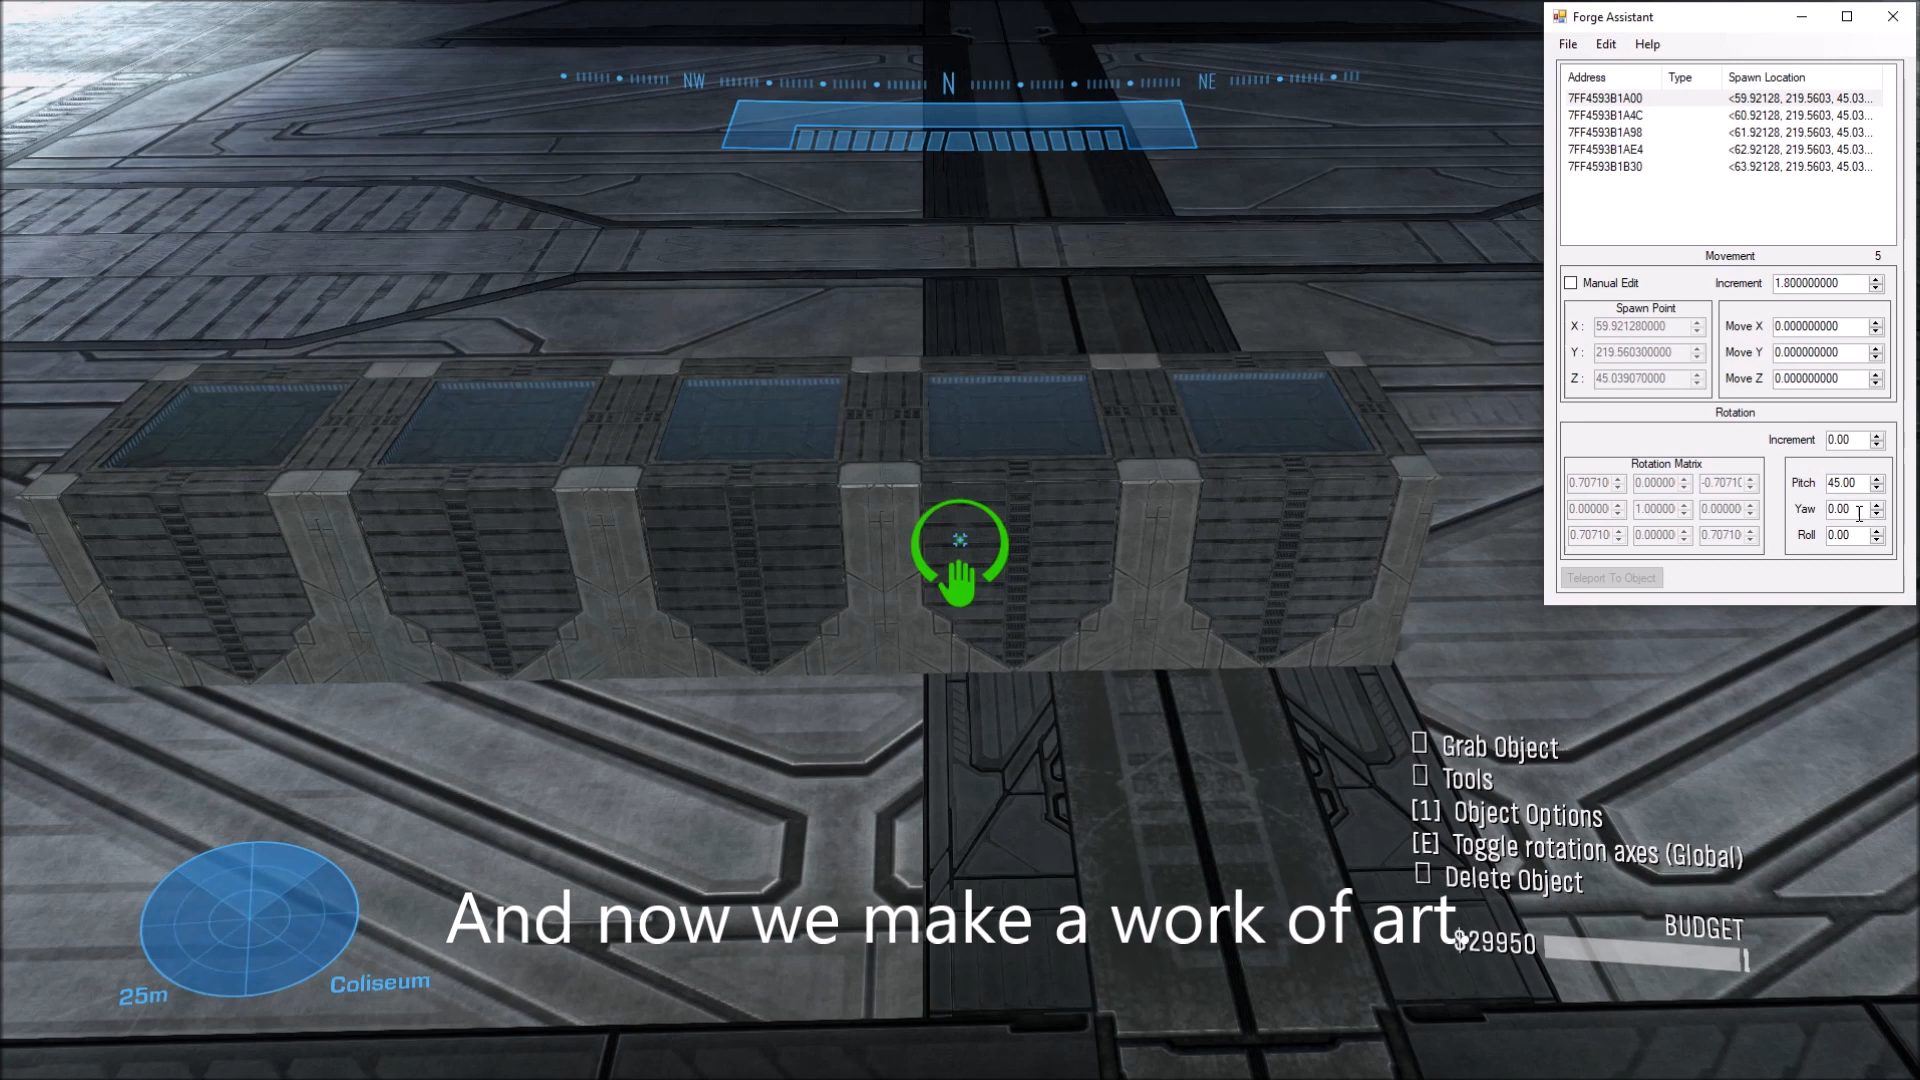 Forge Assistant
File Edit Help
Address Type Spawn Location
7FF4593B1A00 <59.92128, 219.5603, 45.03...
7FF4593B1A4C <60.92128, 219.5603, 45.03...
7FF4593B1A98 <61.92128, 219.5603, 45.03...
7FF4593B1AE4 <62.92128, 219.5603, 45.03...
7FF4593B1B30 <63.92128, 219.5603, 45.03...
Movement 5
Manual Edit Increment 1.800000000
Spawn Point
X: 59.921280000 Move X 0.000000000
Y: 219.560300000 Move Y 0.000000000
Z: 45.039070000 Move Z 0.000000000
Rotation
Increment 0.00
Rotation Matrix
0.70710 0.00000 -0.7071( Pitch 45.00
0.00000 1.00000 0.00000 Yaw 0.00
0.70710 0.00000 0.70710 Roll 0.00
Teleport To Object
NW N NE
Grab Object
Tools
[1] Object Options
[E] Toggle rotation axes (Global)
Delete Object
BUDGET
$29950
And now we make a work of art.
25m Coliseum